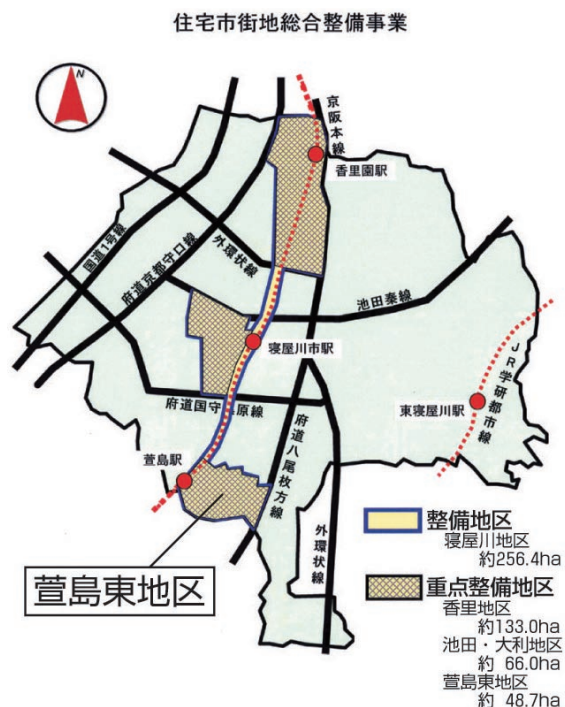 住宅市街地総合整備事業
N
京阪本線
香里園駅
国道1号線
府道京都守口線
外環状線
池田秦線
寝屋川市駅
JR学研都市線
東寝屋川駅
府道国守 原線
府道八尾枚方線
萱島駅
外環状線
萱島東地区
整備地区
寝屋川地区
約256.4ha
重点整備地区
香里地区
約133.0ha
池田・大利地区
約 66.0ha
萱島東地区
約 48.7ha